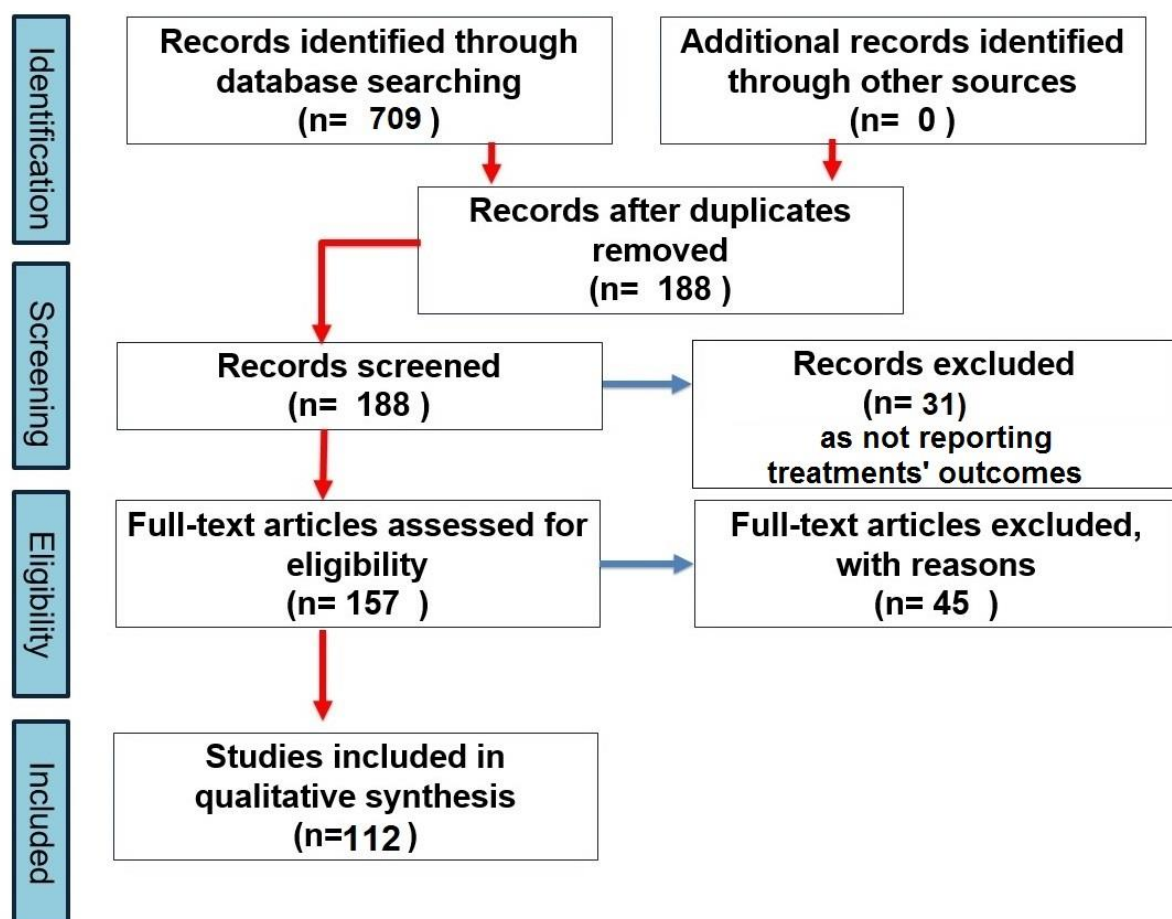 Identification
Records identified through
database searching
(n= 709 )
Additional records identified
through other sources
(n= 0 )
Records after duplicates
removed
(n= 188 )
Screening
Records screened
(n= 188 )
Records excluded
(n= 31)
as not reporting
treatments' outcomes
Eligibility
Full-text articles assessed for
eligibility
(n= 157 )
Full-text articles excluded,
with reasons
(n= 45 )
Included
Studies included in
qualitative synthesis
(n=112 )